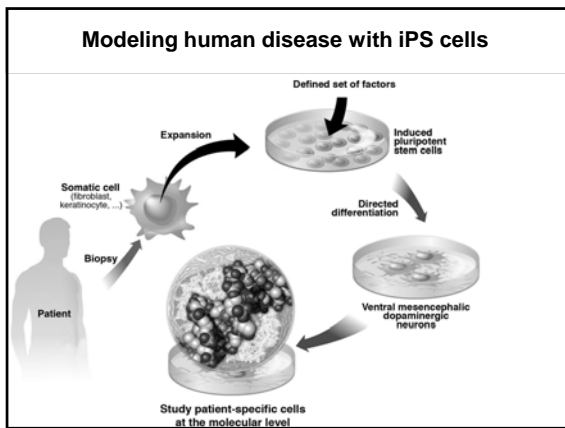 Modeling human disease with iPS cells
Defined set of factors
Expansion
Induced
pluripotent
stem cells
Somatic cell
(fibroblast,
keratinocyte, ...)
Directed
differentiation
Biopsy
Patient
Ventral mesencephalic
dopaminergic
neurons
Study patient-specific cells
at the molecular level